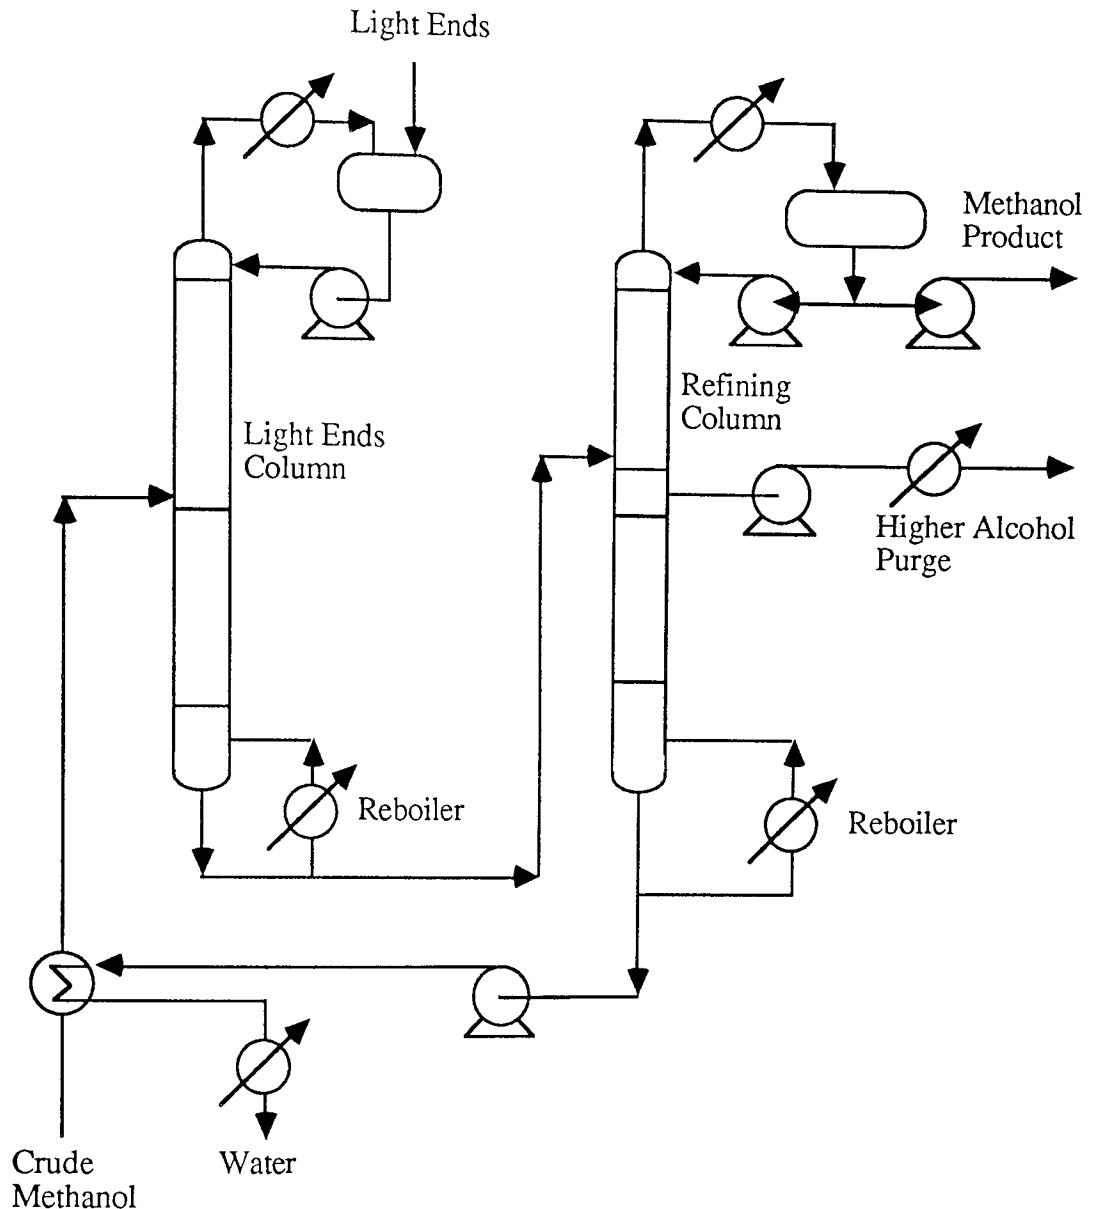 Light Ends
Methanol
Product
Refining
Column
Light Ends
Column
Higher Alcohol
Purge
Reboiler
Reboiler
Crude
Methanol
Water